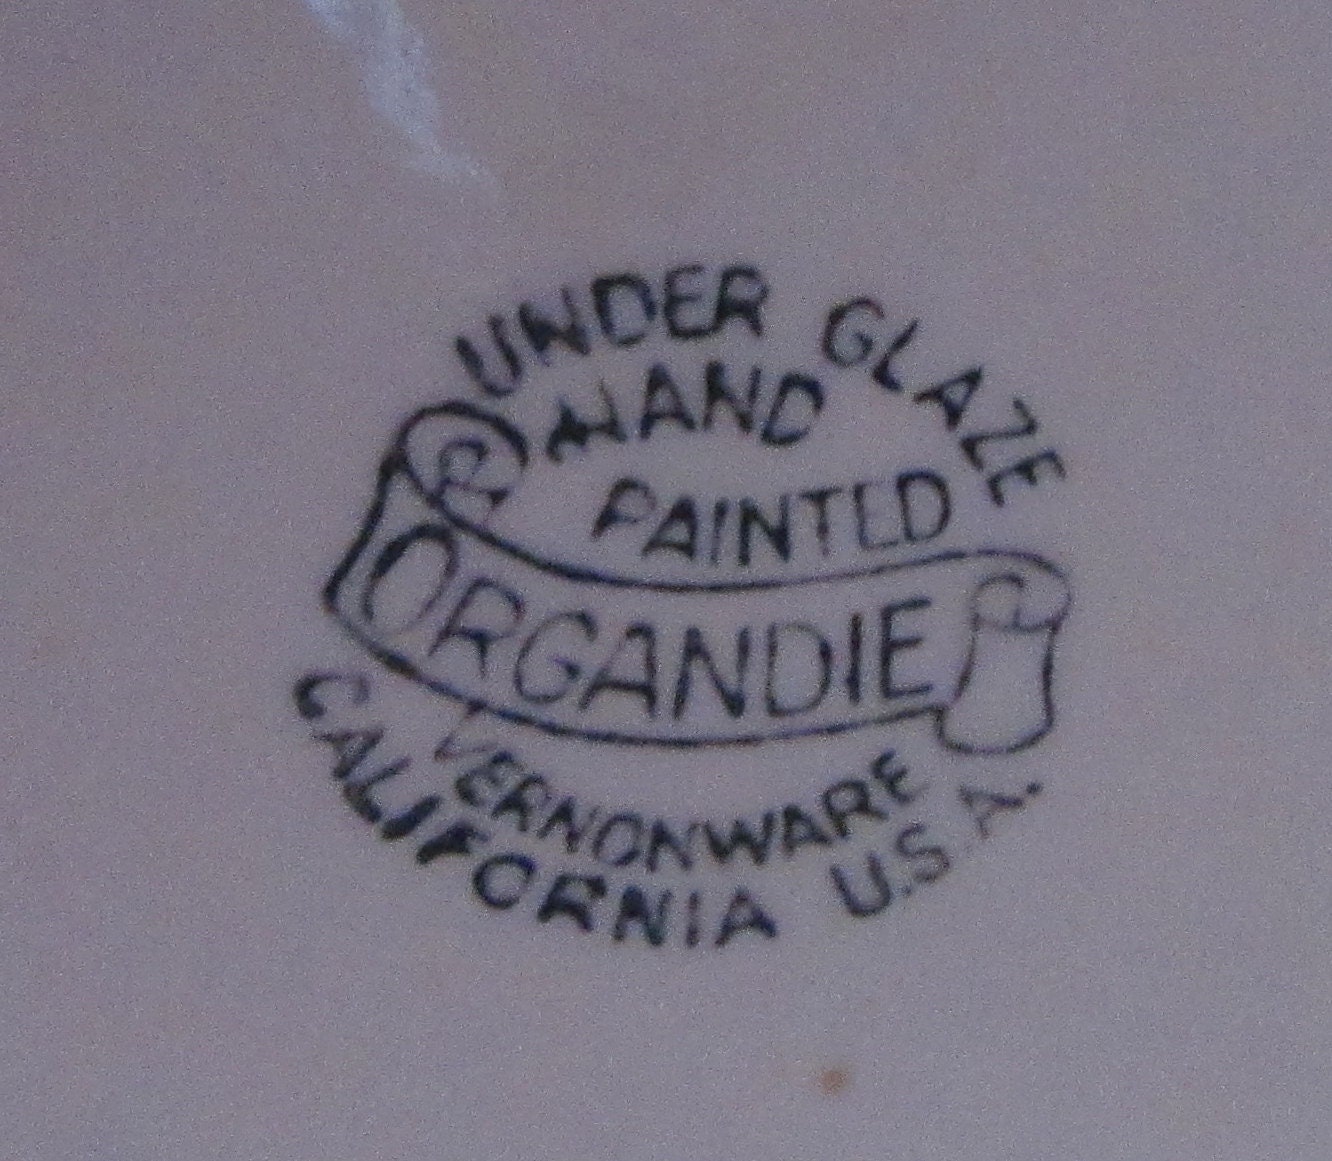 UNDER GLAZE
HAND
PAINTED
ORGANDIE
VERNONWARE
CALIFORNIA U.S.A.